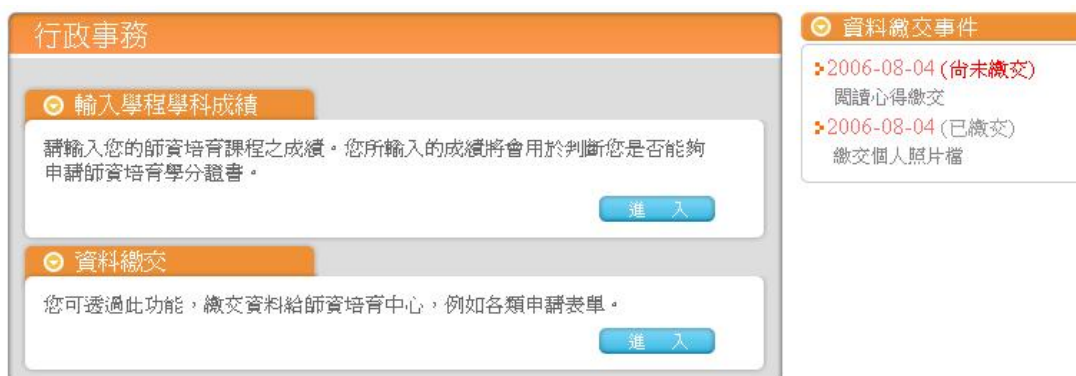 行政事務
輸入學程學科成績
請輸入您的師資培育課程之成績。您所輸入的成績將會用於判斷您是否能夠
申請師資培育學分證書。
進 入
資料繳交
您可透過此功能，繳交資料給師資培育中心，例如各類申請表單。
進 入
資料繳交事件
2006-08-04 (尚未繳交)
閱讀心得繳交
2006-08-04 (已繳交)
繳交個人照片檔